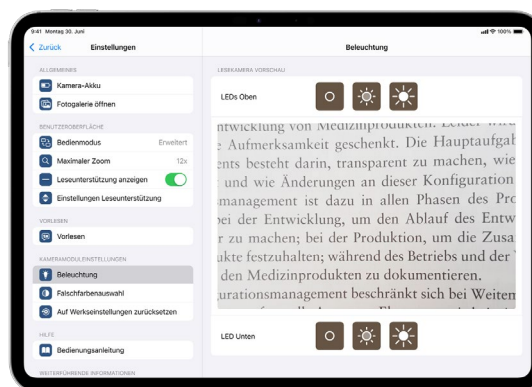 9:41 Montag 30. Juni
100%
Zurück
Einstellungen
ALLGEMEINES
Kamera-Akku
Fotogalerie öffnen
BENUTZEROBERFLÄCHE
Bedienmodus Erweitert
Maximaler Zoom 12x
Leseunterstützung anzeigen
Einstellungen Leseunterstützung
VORLESEN
Vorlesen
KAMERAMODULEINSTELLUNGEN
Beleuchtung
Falschfarbenauswahl
Auf Werkseinstellungen zurücksetzen
HILFE
Bedienungsanleitung
WEITERFÜHRENDE INFORMATIONEN
Beleuchtung
LESEKAMERA VORSCHAU
LEDs Oben
ntwicklung von Medizinprodukten. Leider wird
e Aufmerksamkeit geschenkt. Die Hauptaufgab
ents besteht darin, transparent zu machen, wie
und wie Änderungen an dieser Konfiguration
smanagement ist dazu in allen Phasen des Pro
bei der Entwicklung, um den Ablauf des Entw
r zu machen; bei der Produktion, um die Zusa
ukte festzuhalten; während des Betriebs und der
den Medizinprodukten zu dokumentieren.
gurationsmanagement beschränkt sich bei Weitem
LED Unten